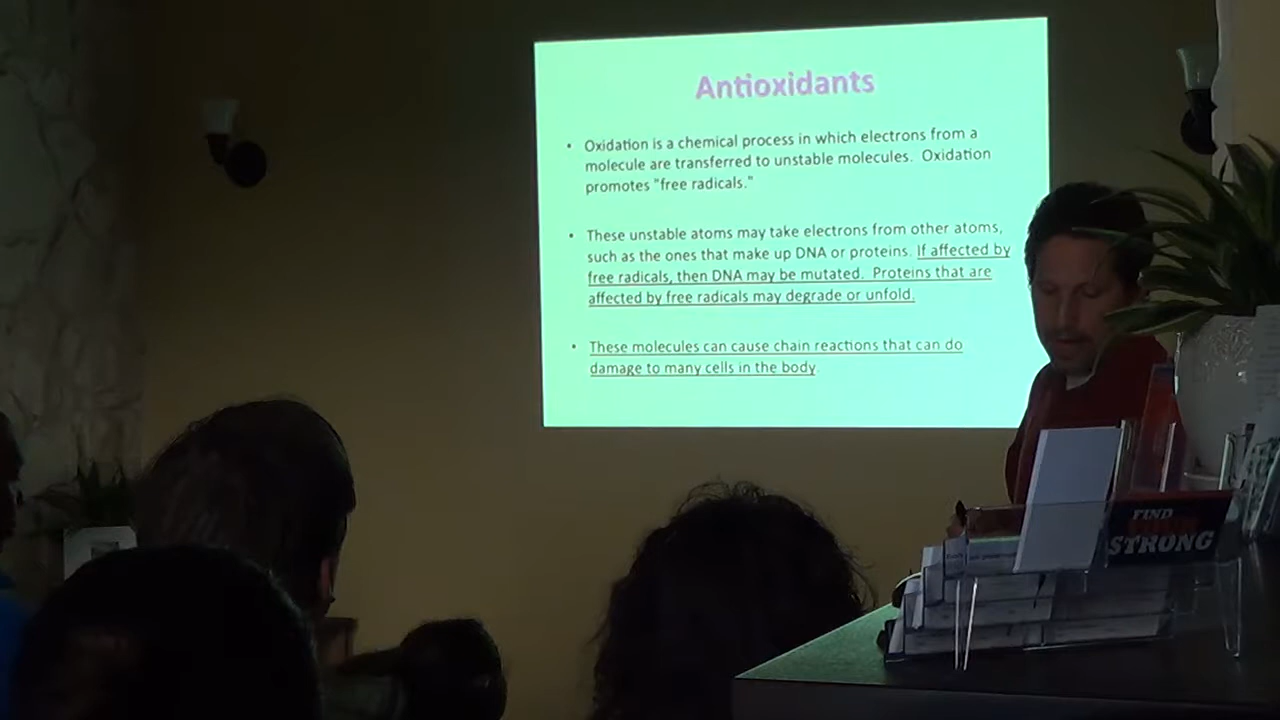 Antioxidants
• Oxidation is a chemical process in which electrons from a
molecule are transferred to unstable molecules. Oxidation
promotes "free radicals."
• These unstable atoms may take electrons from other atoms,
such as the ones that make up DNA or proteins. If affected by
free radicals, then DNA may be mutated. Proteins that are
affected by free radicals may degrade or unfold.
• These molecules can cause chain reactions that can do
damage to many cells in the body.
FIND
STRONG